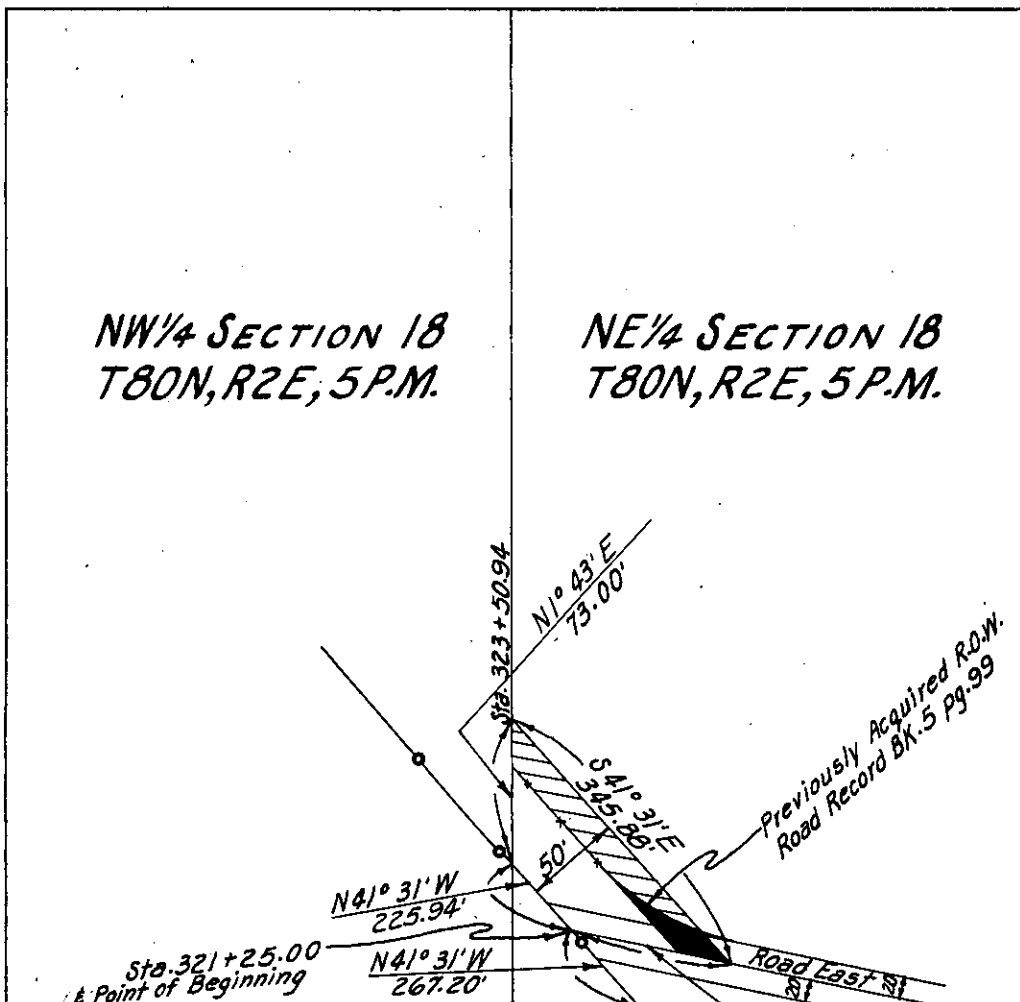 NW¼ SECTION 18
T80N, R2E, 5 P.M.
NE¼ SECTION 18
T80N, R2E, 5 P.M.
Sta. 323+50.94
N1° 43' E
73.00'
S 41° 31' E
345.88'
Previously Acquired R.O.W.
Road Record BK.5 Pg.99
50'
N41° 31' W
225.94'
Sta.321+25.00
& Point of Beginning
N41° 31' W
267.20'
Road East
20'
20'